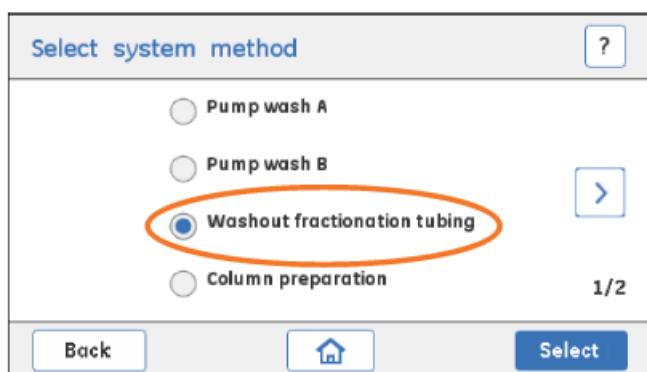 Select system method
?
Pump wash A
Pump wash B
>
Washout fractionation tubing
Column preparation
1/2
Back
Select